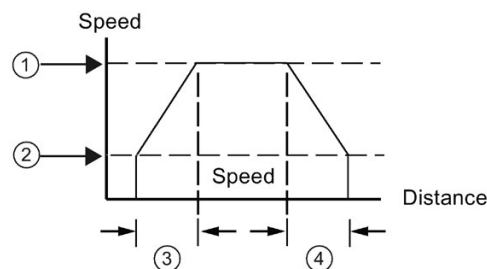 Speed
①
②
Speed
Distance
③
④